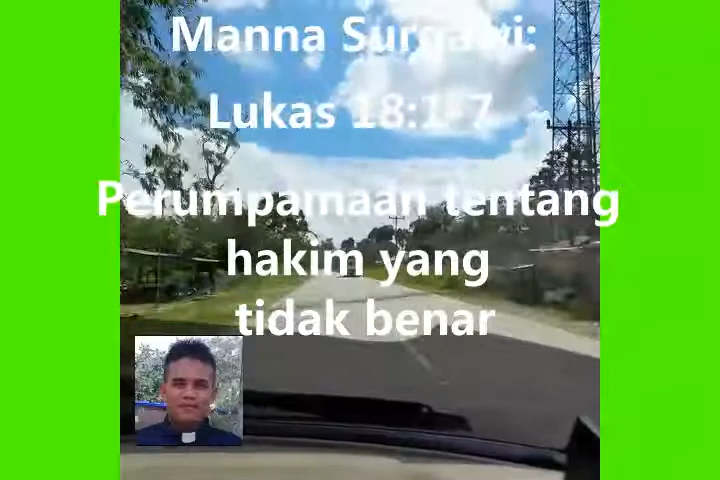 Manna Surgawi:
Lukas 18:1-7
Perumpamaan tentang
hakim yang
tidak benar